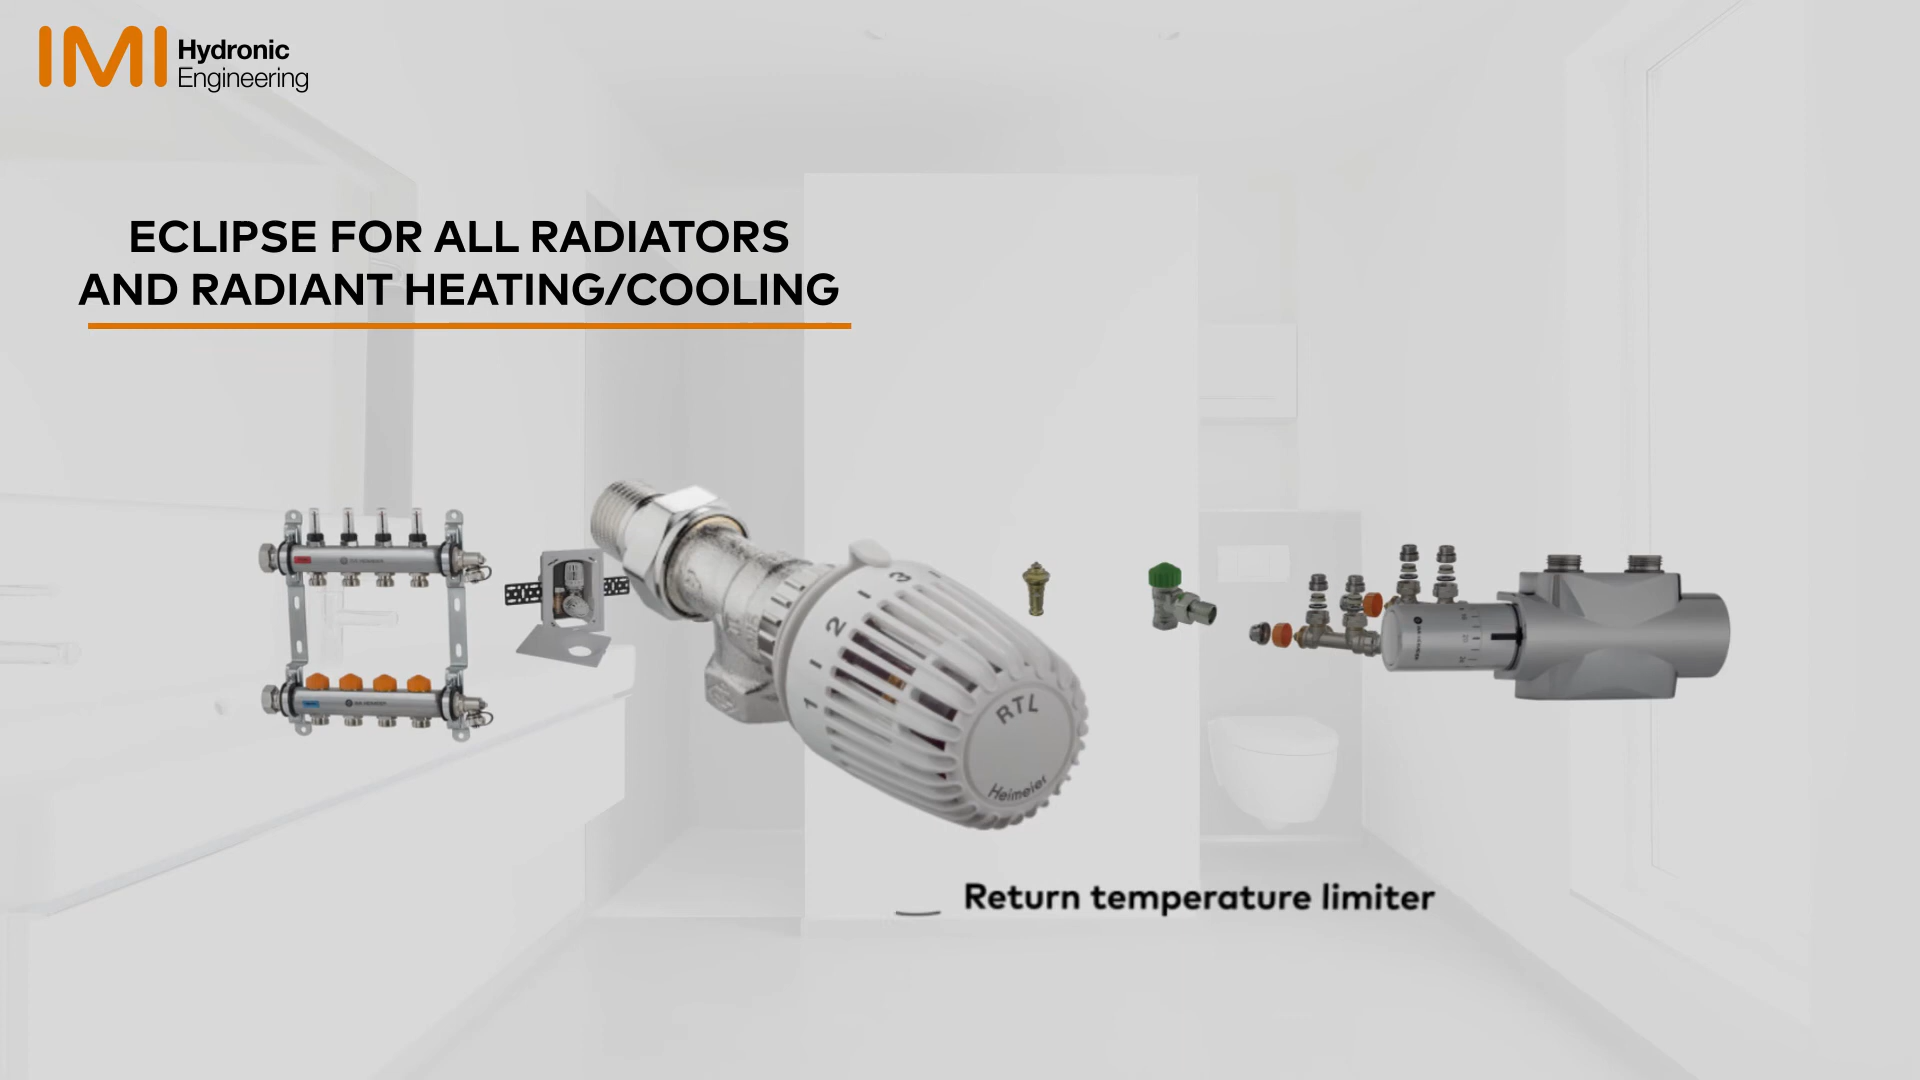 IMI Hydronic
Engineering
ECLIPSE FOR ALL RADIATORS
AND RADIANT HEATING/COOLING
3
2
1
RTL
Heimeier
Return temperature limiter